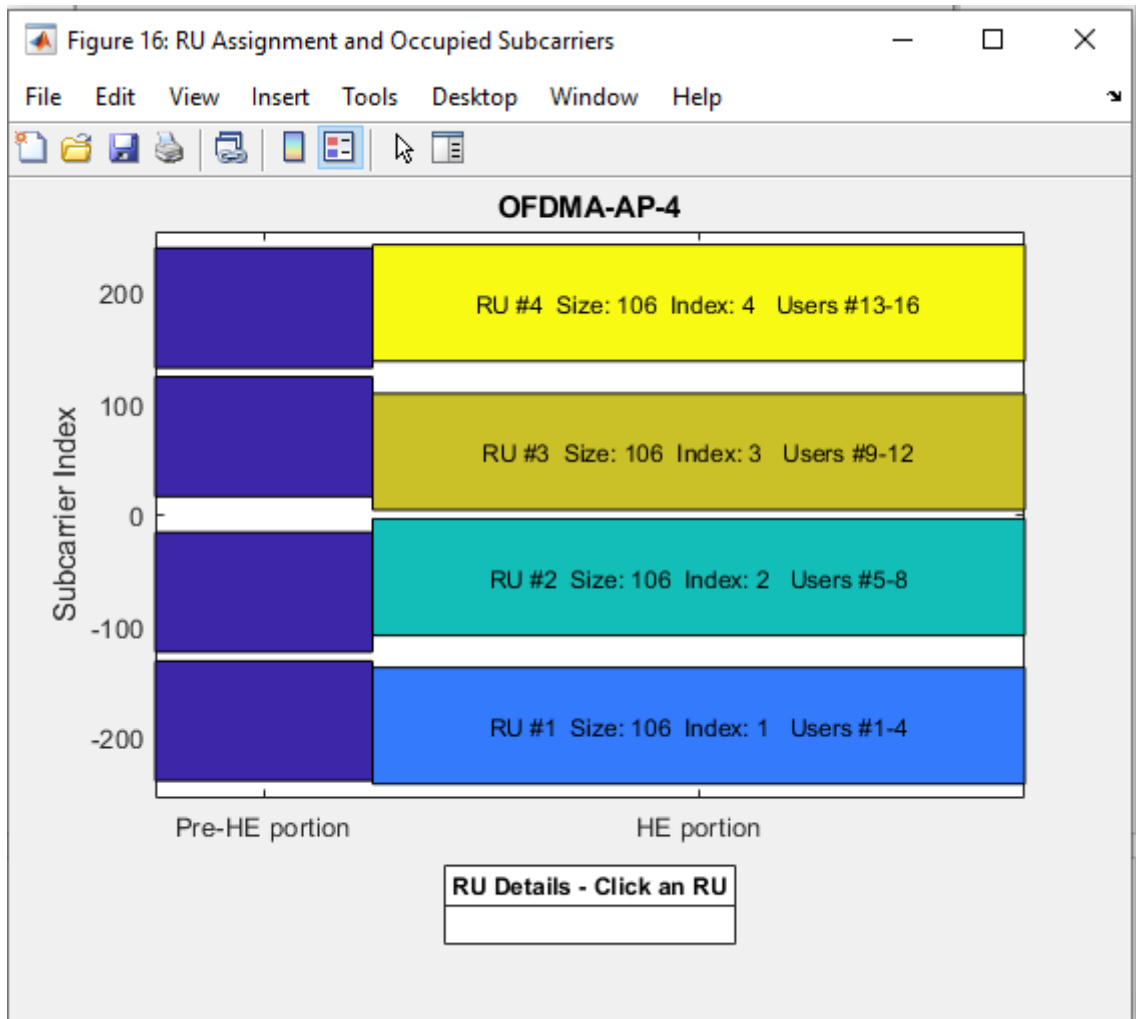 Figure 16: RU Assignment and Occupied Subcarriers
File Edit View Insert Tools Desktop Window Help
OFDMA-AP-4
Subcarrier Index
200
100
0
-100
-200
RU #4 Size: 106 Index: 4 Users #13-16
RU #3 Size: 106 Index: 3 Users #9-12
RU #2 Size: 106 Index: 2 Users #5-8
RU #1 Size: 106 Index: 1 Users #1-4
Pre-HE portion HE portion
RU Details - Click an RU